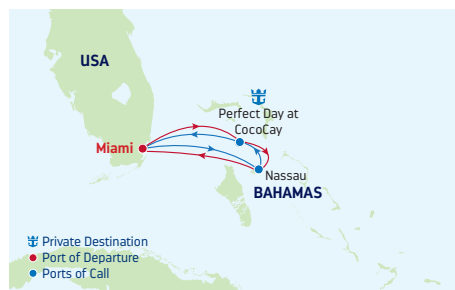 USA
Perfect Day at
CocoCay
Miami
Nassau
BAHAMAS
Private Destination
Port of Departure
Ports of Call